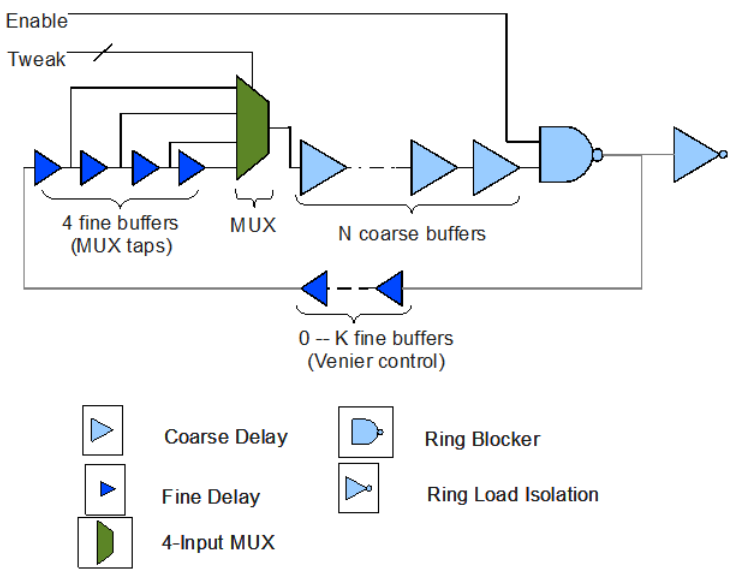 Enable
Tweak
4 fine buffers
(MUX taps)
MUX
N coarse buffers
0 -- K fine buffers
(Venier control)
Coarse Delay
Ring Blocker
Fine Delay
Ring Load Isolation
4-Input MUX